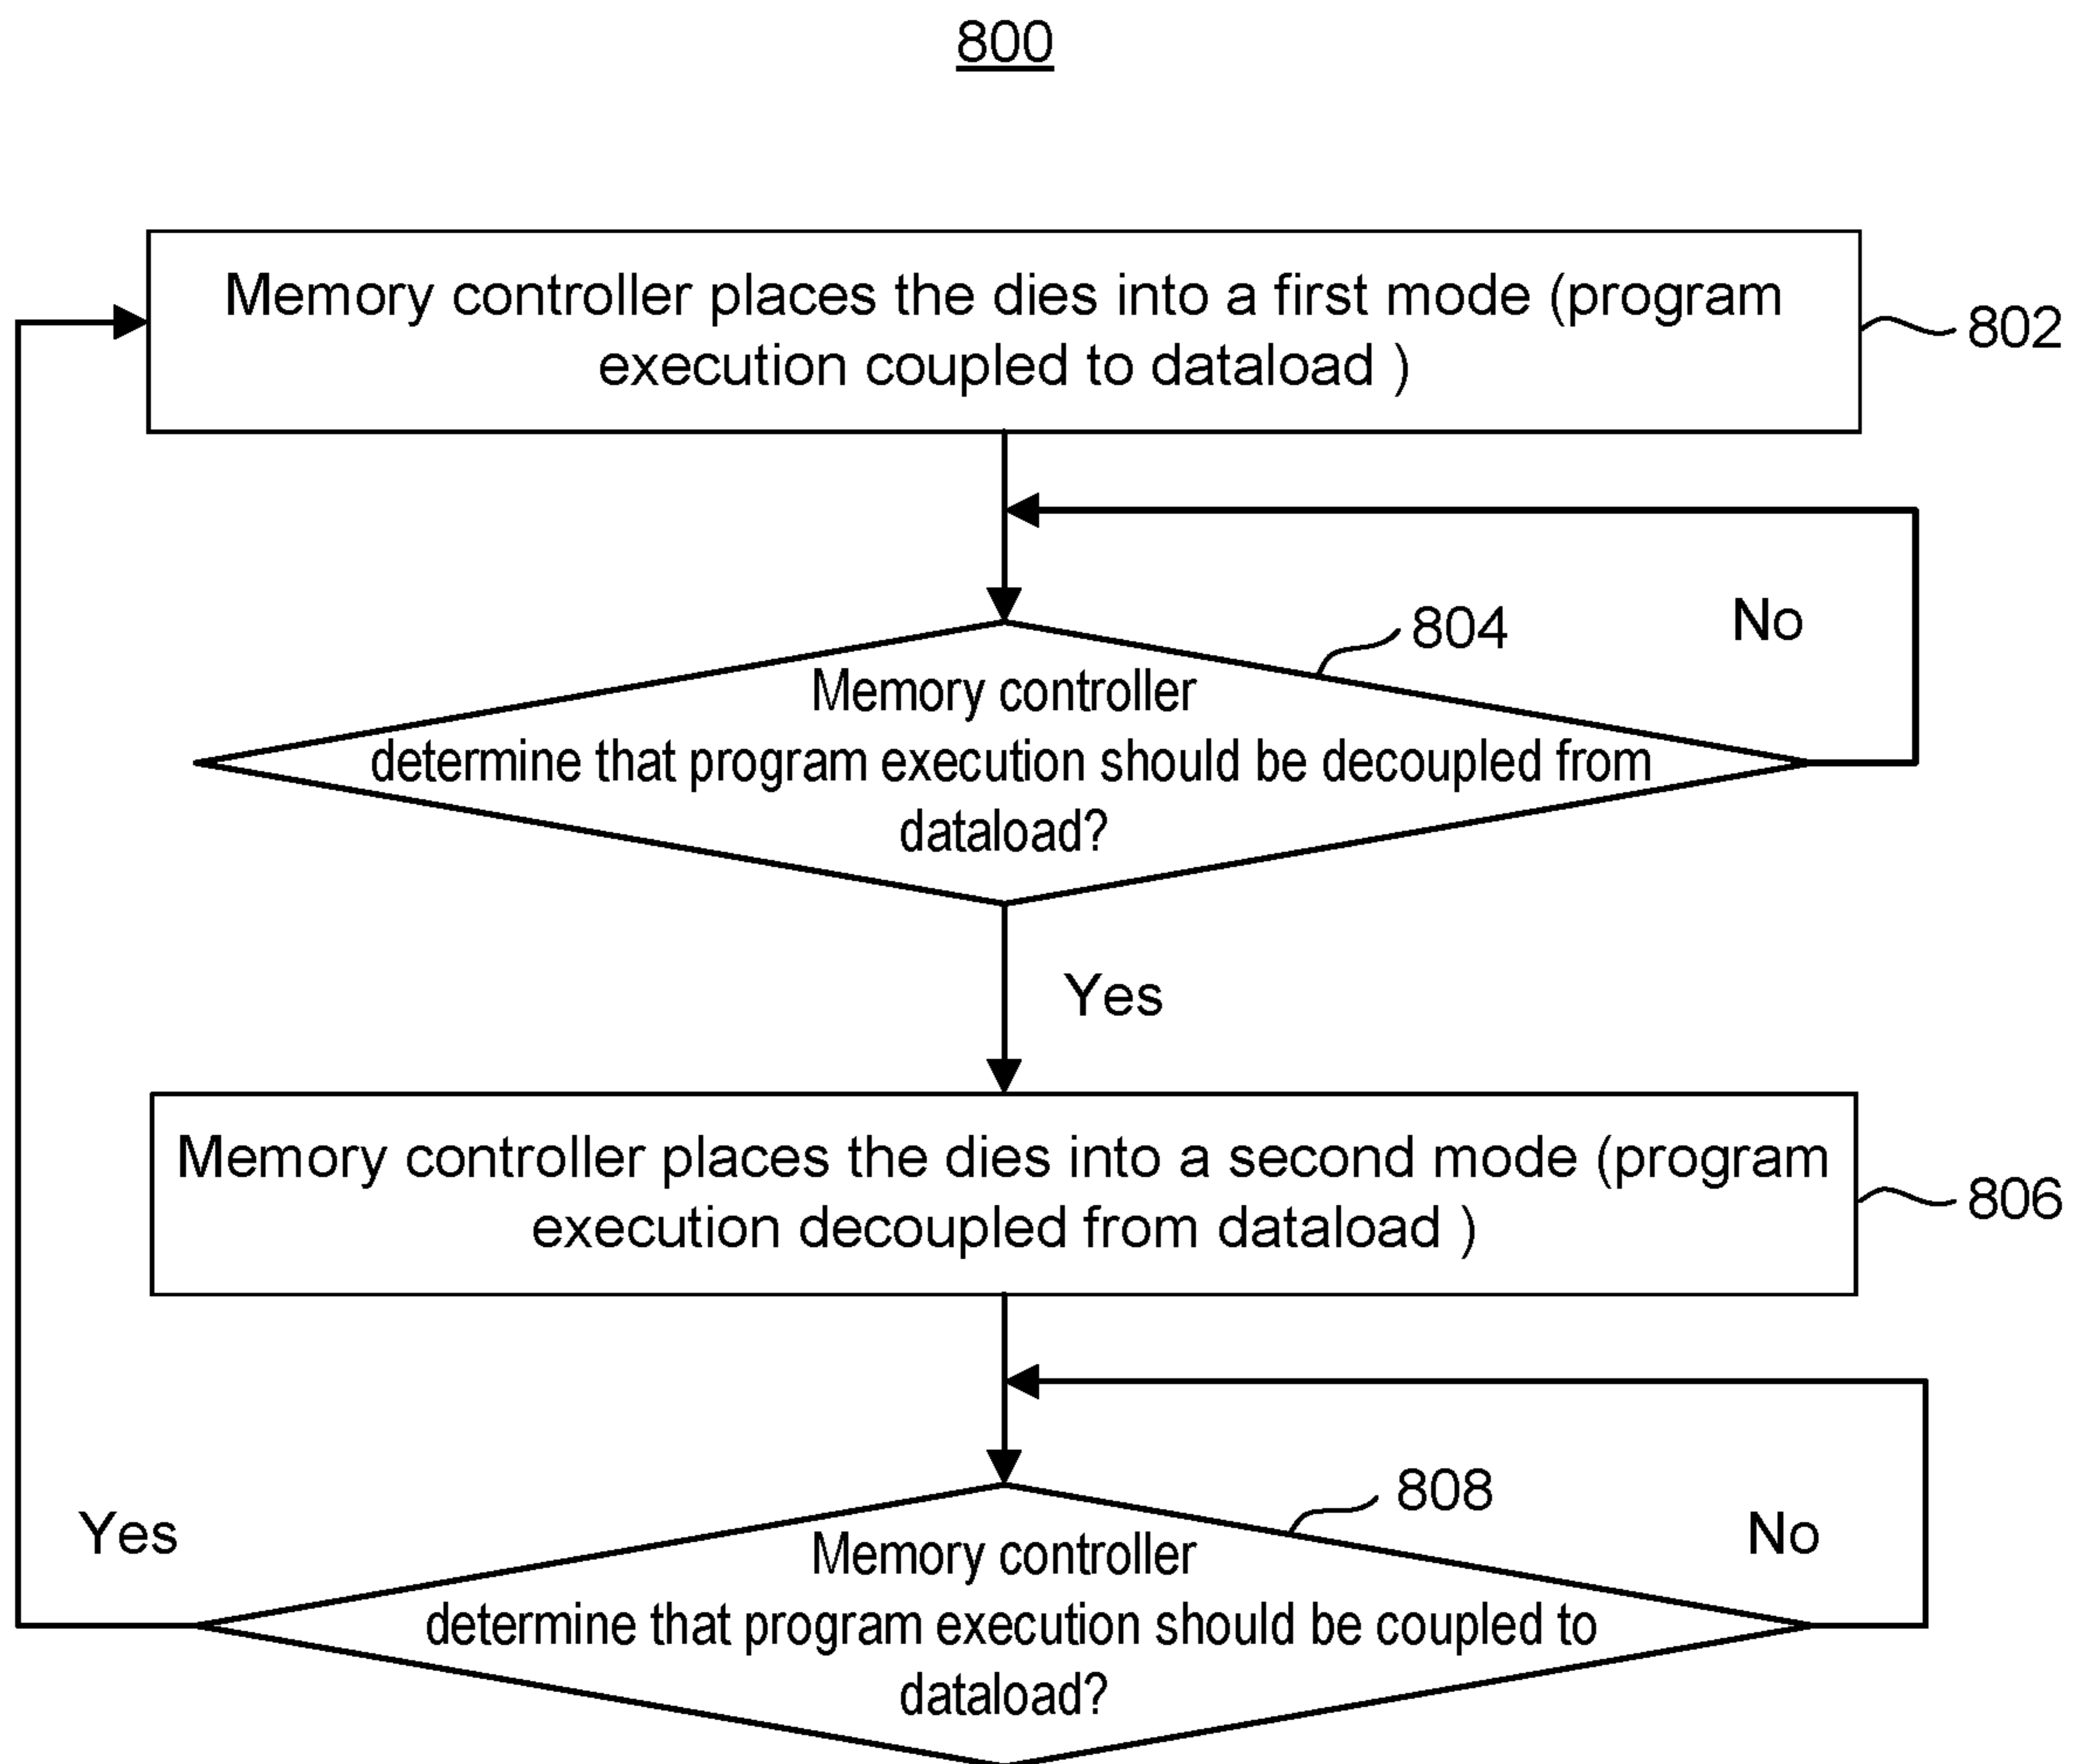 800
Memory controller places the dies into a first mode (program
execution coupled to dataload )
802
804
No
Memory controller
determine that program execution should be decoupled from
dataload?
Yes
Memory controller places the dies into a second mode (program
execution decoupled from dataload )
806
808
Yes
No
Memory controller
determine that program execution should be coupled to
dataload?